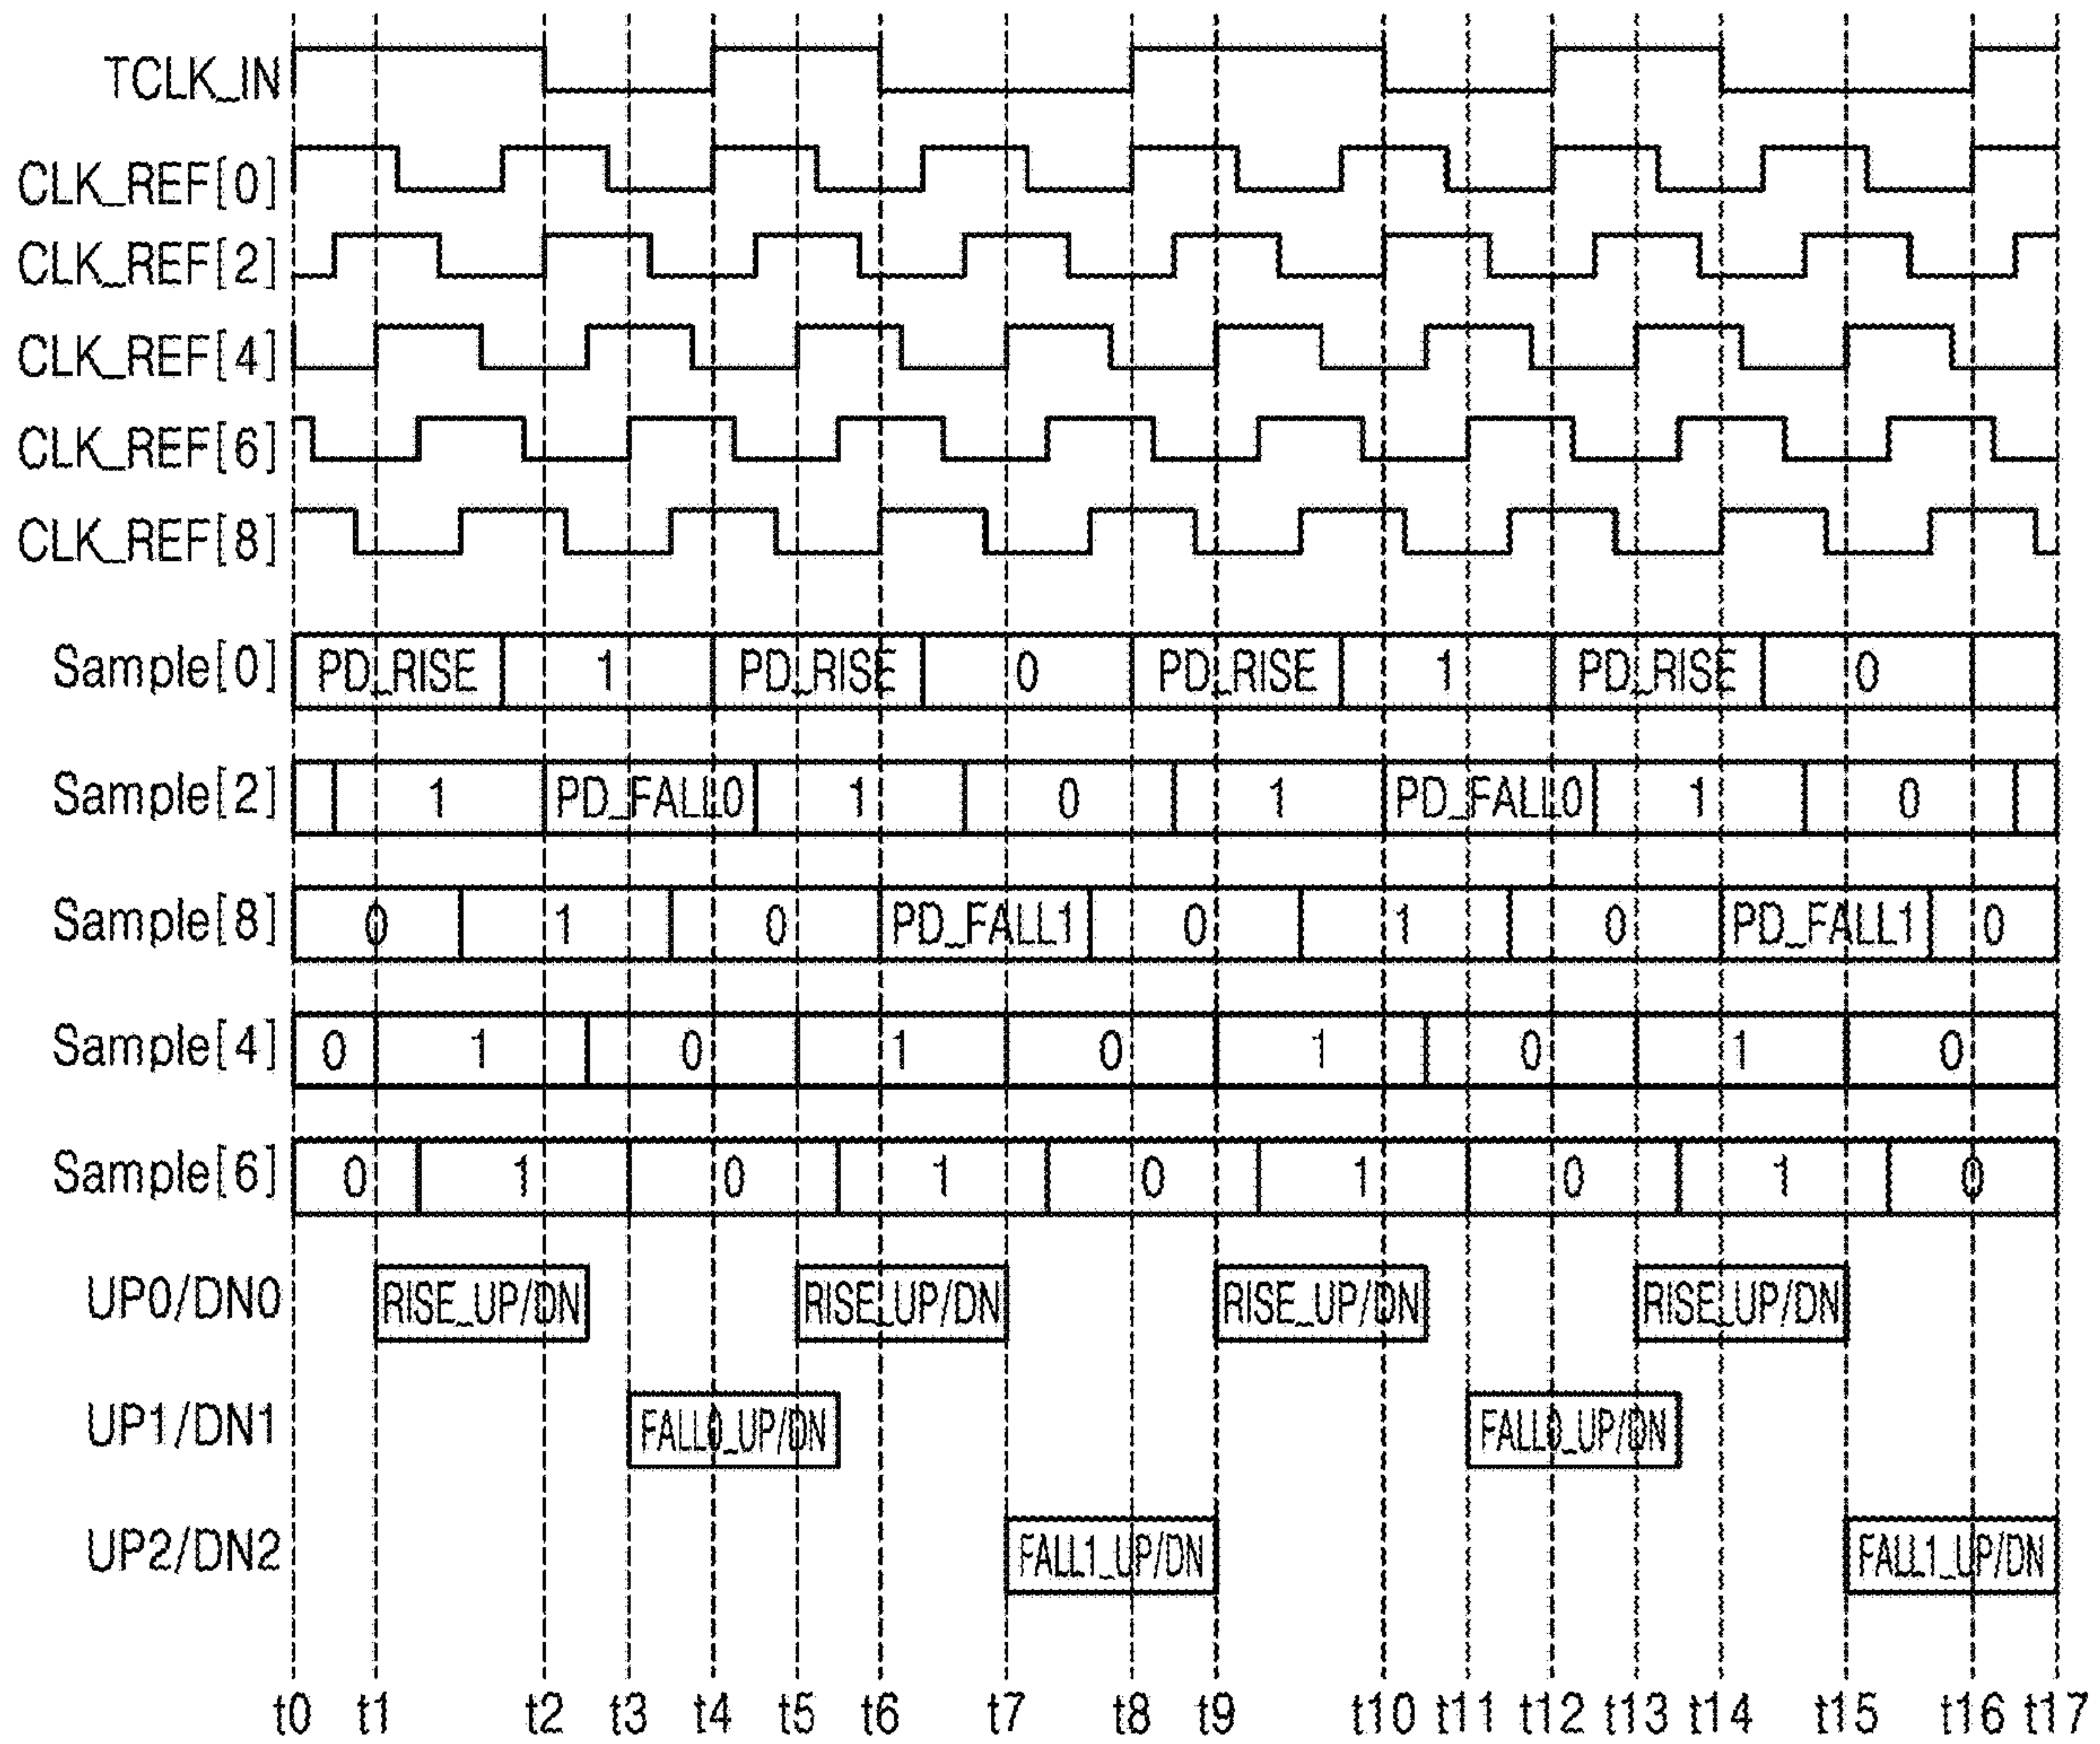 TCLK_IN
CLK_REF[0]
CLK_REF[2]
CLK_REF[4]
CLK_REF[6]
CLK_REF[8]
Sample[0] PD_RISE 1 PD_RISE 0 PD_RISE 1 PD_RISE 0
Sample[2] 1 PD_FALL0 1 0 1 PD_FALL0 1 0
Sample[8] 0 1 0 PD_FALL1 0 1 0 PD_FALL1 0
Sample[4] 0 1 0 1 0 1 0 1 0
Sample[6] 0 1 0 1 0 1 0 1 0
UP0/DN0 RISE_UP/DN RISE_UP/DN RISE_UP/DN RISE_UP/DN
UP1/DN1 FALL0_UP/DN FALL0_UP/DN
UP2/DN2 FALL1_UP/DN FALL1_UP/DN
t0 t1 t2 t3 t4 t5 t6 t7 t8 t9 t10 t11 t12 t13 t14 t15 t16 t17